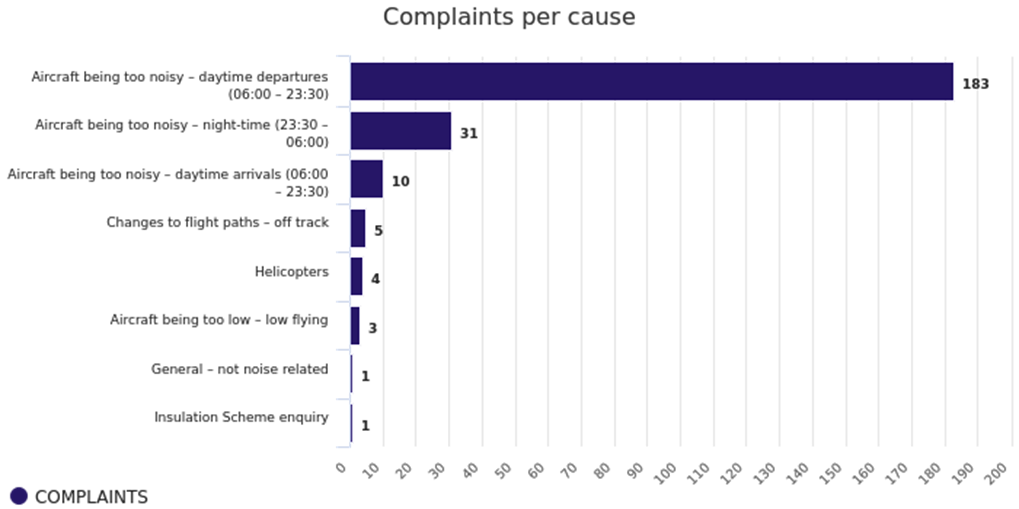 Complaints per cause
Aircraft being too noisy – daytime departures
(06:00 – 23:30)
183
Aircraft being too noisy – night-time (23:30 –
06:00)
31
Aircraft being too noisy – daytime arrivals (06:00
– 23:30)
10
Changes to flight paths – off track
5
Helicopters
4
Aircraft being too low – low flying
3
General – not noise related
1
Insulation Scheme enquiry
1
0 10 20 30 40 50 60 70 80 90 100 110 120 130 140 150 160 170 180 190 200
COMPLAINTS